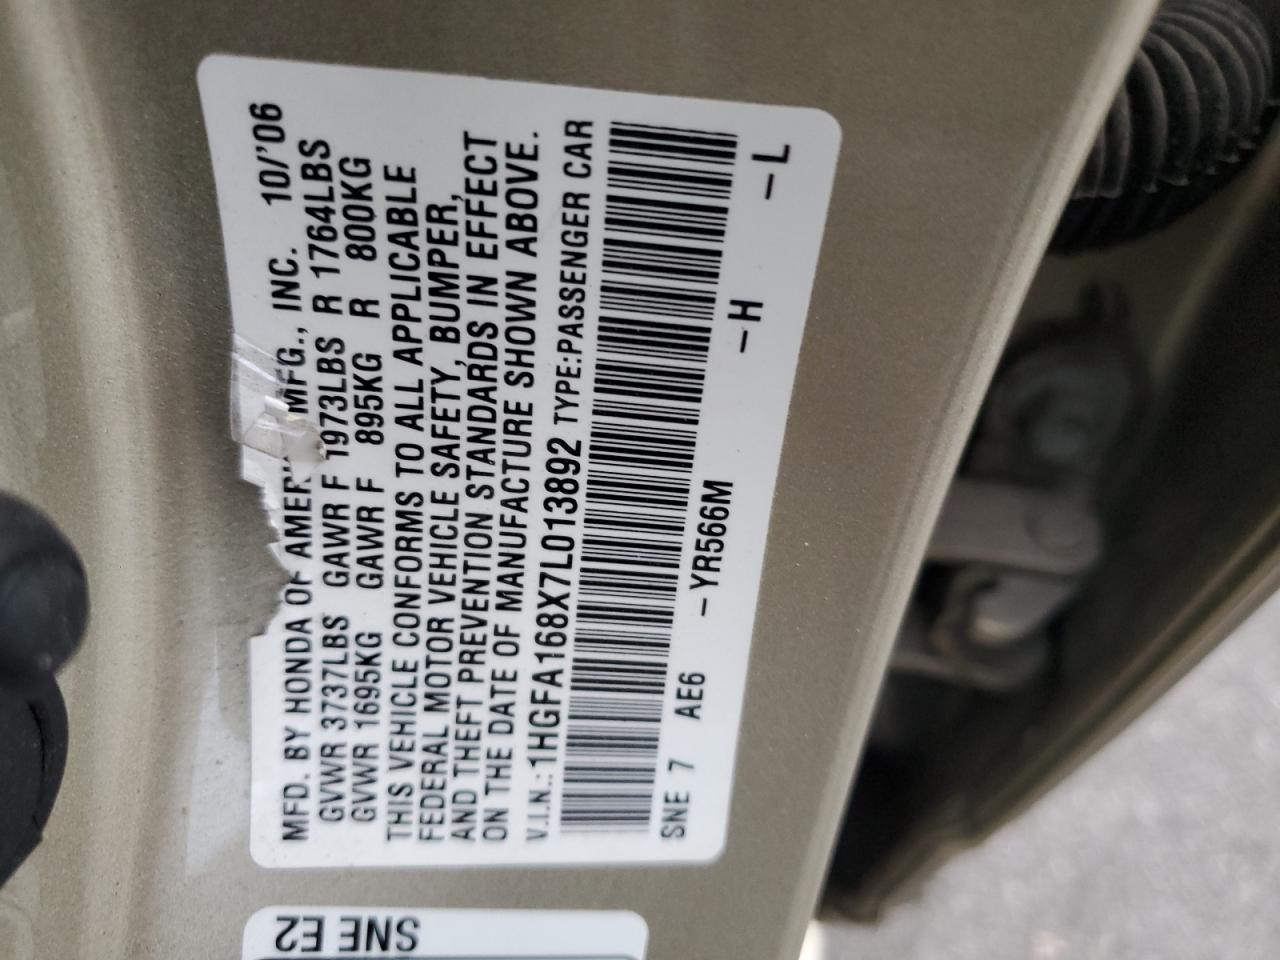 MFD. BY HONDA OF AMERI MFG., INC. 10/'06
GVWR 3737LBS GAWR F 1973LBS R 1764LBS
GVWR 1695KG GAWR F 895KG R 800KG
THIS VEHICLE CONFORMS TO ALL APPLICABLE
FEDERAL MOTOR VEHICLE SAFETY, BUMPER,
AND THEFT PREVENTION STANDARDS IN EFFECT
ON THE DATE OF MANUFACTURE SHOWN ABOVE.
V.I.N.: 1HGFA168X7L013892 TYPE:PASSENGER CAR
SNE 7 AE6 -YR566M -H -L
SNE E2